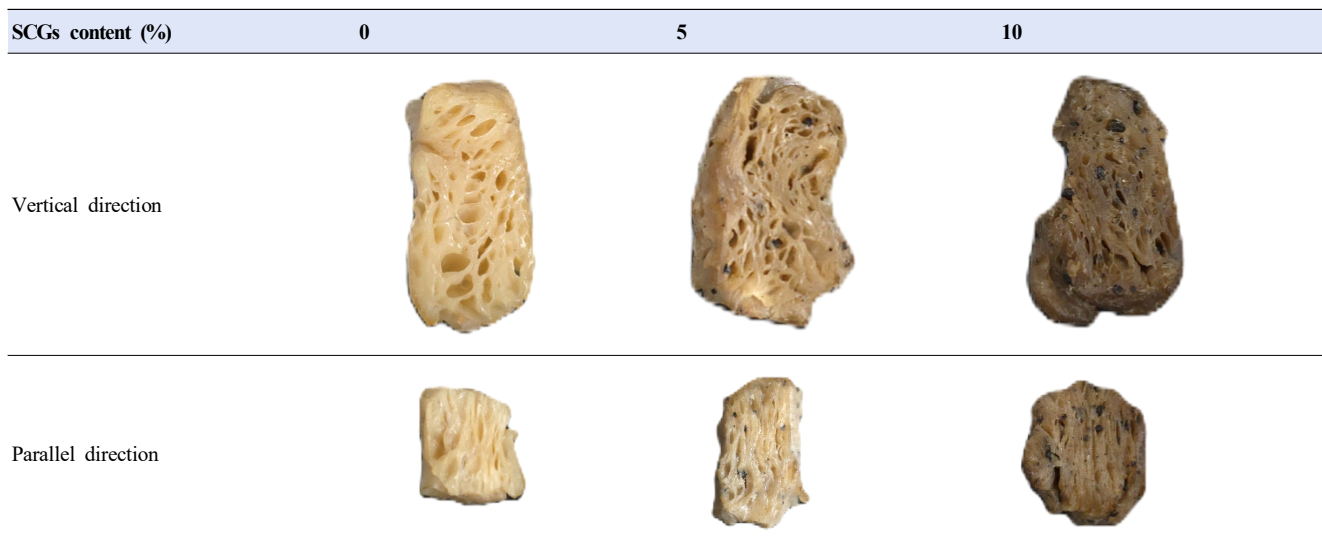 SCGs content (%) 0 5 10
Vertical direction
Parallel direction